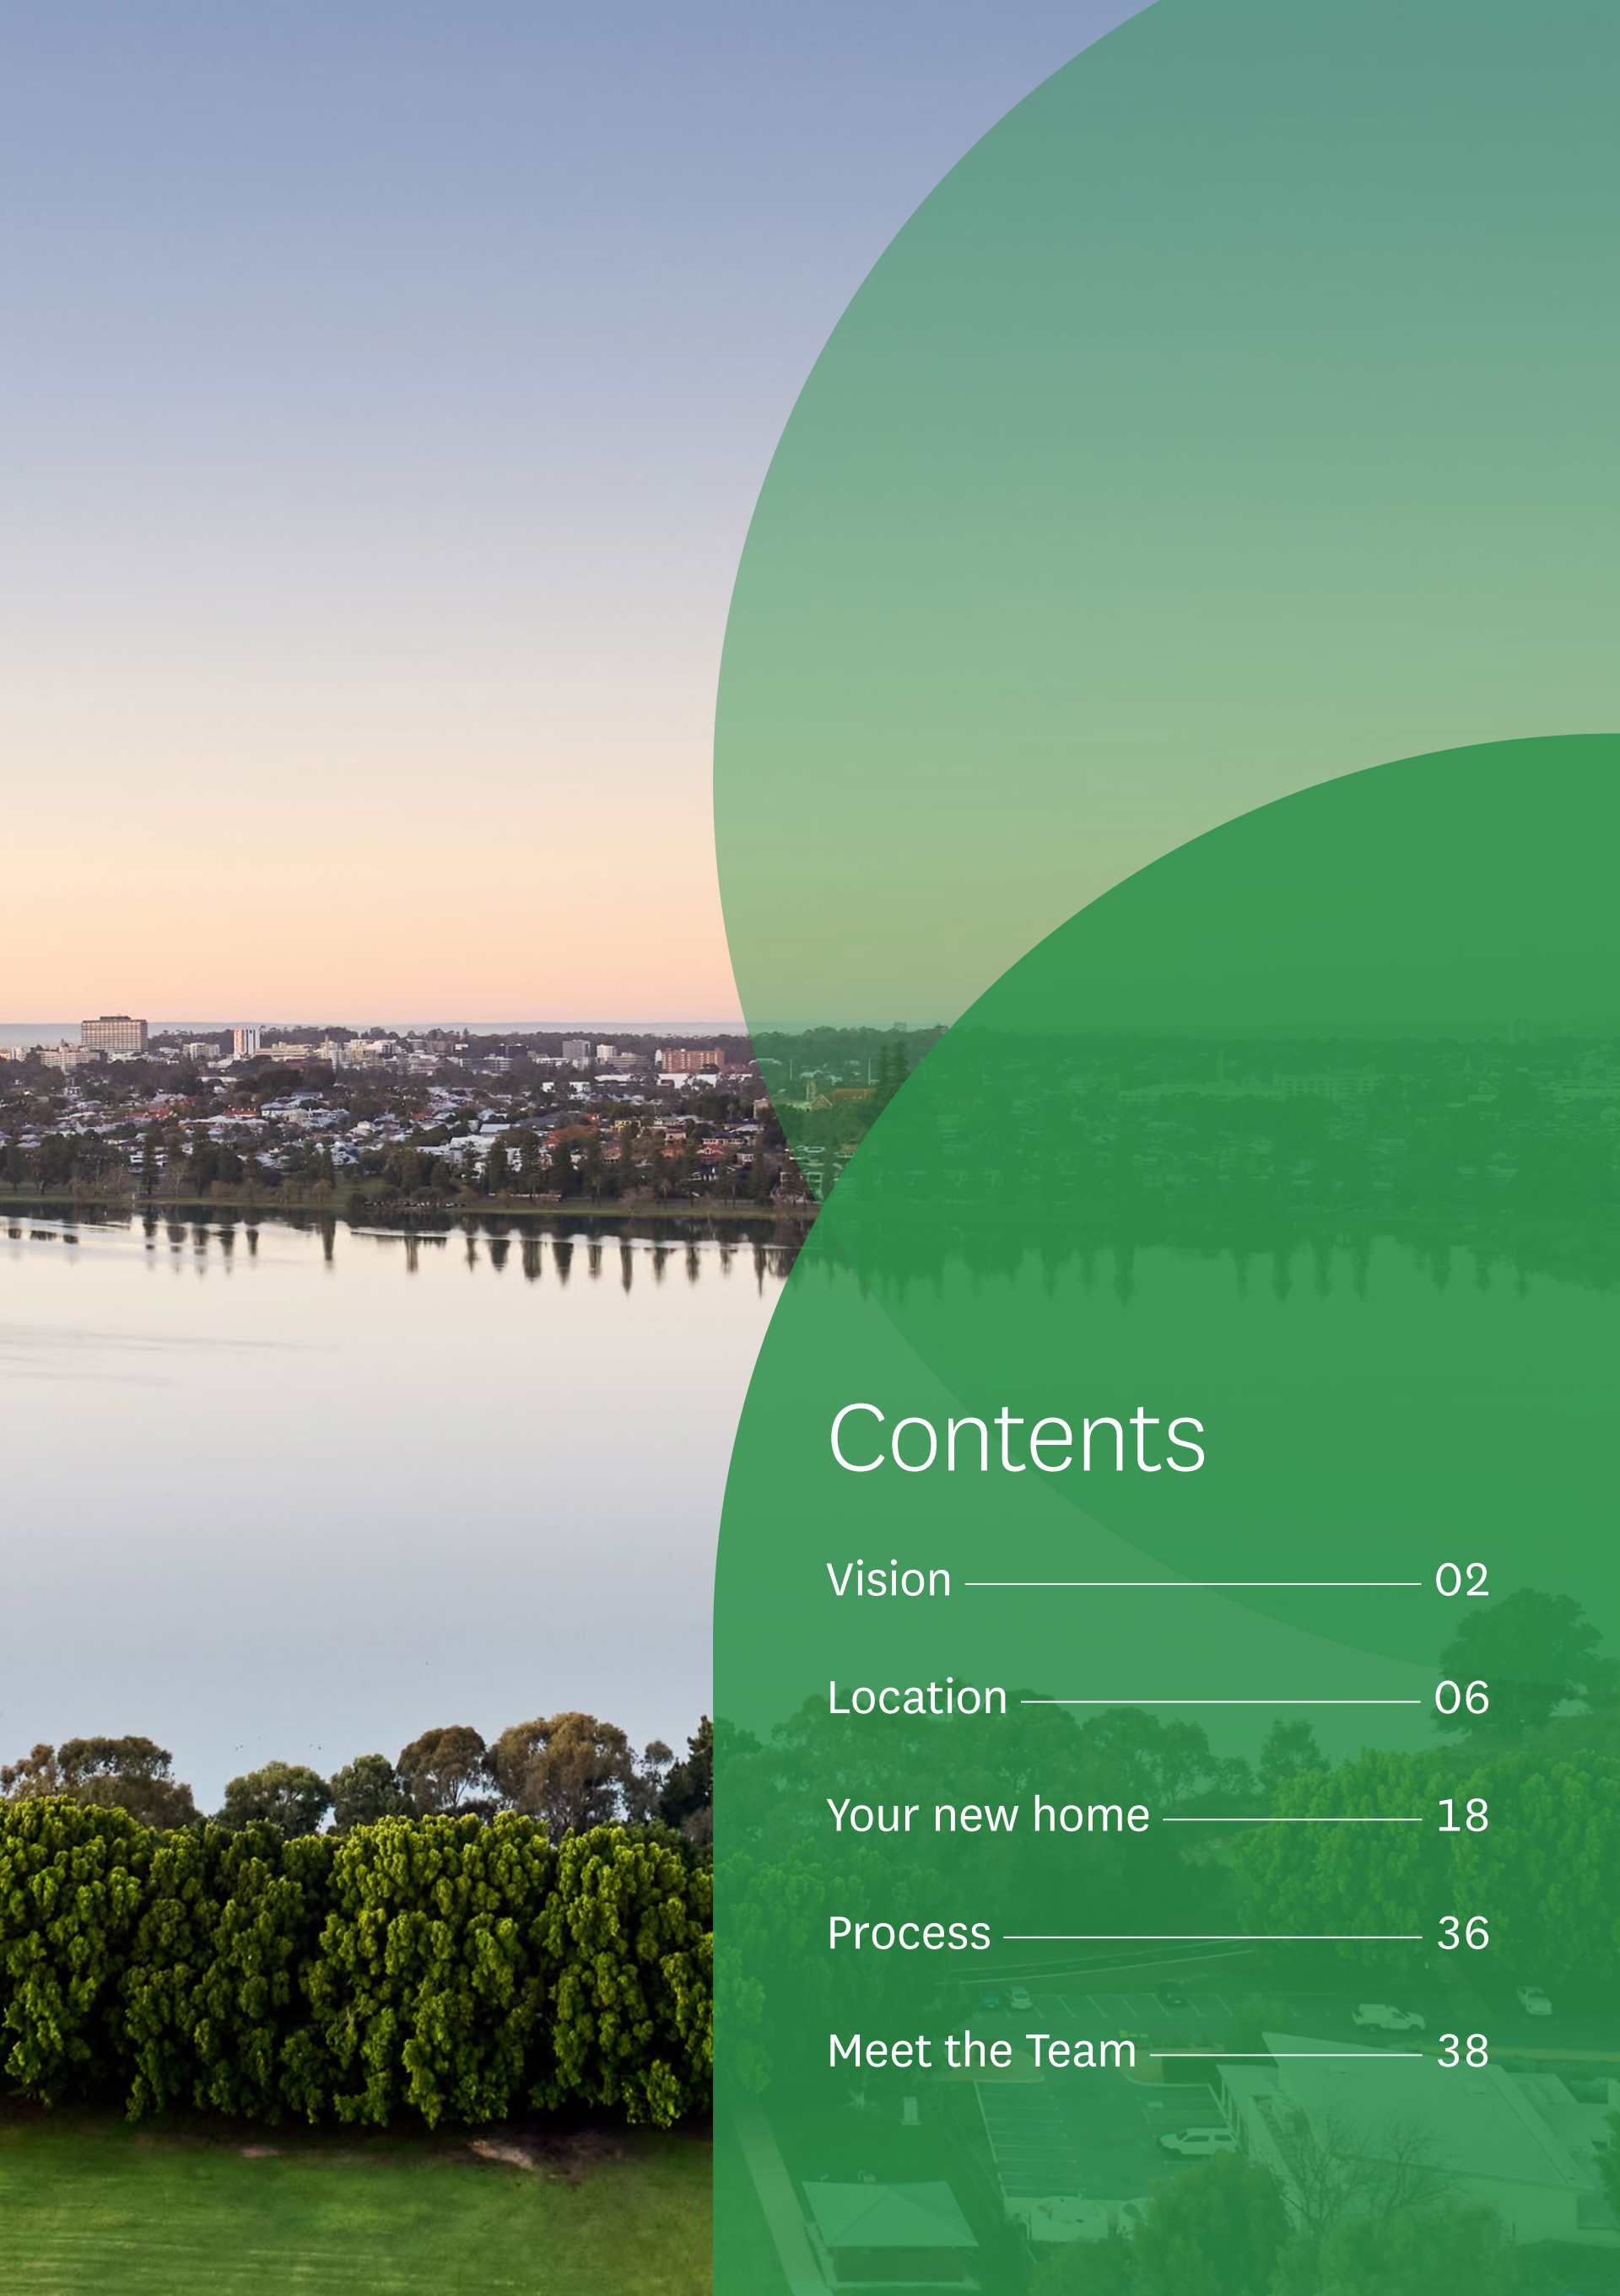 Contents
Vision 02
Location 06
Your new home 18
Process 36
Meet the Team 38